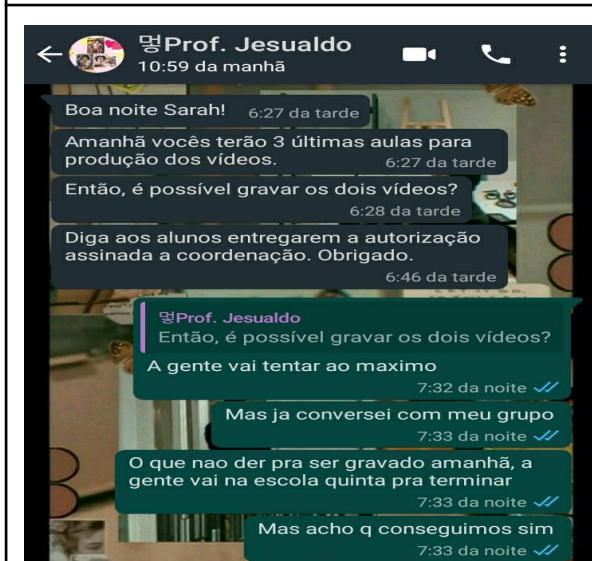 멍Prof. Jesualdo
10:59 da manhã
Boa noite Sarah! 6:27 da tarde
Amanhã vocês terão 3 últimas aulas para
produção dos vídeos. 6:27 da tarde
Então, é possível gravar os dois vídeos?
6:28 da tarde
Diga aos alunos entregarem a autorização
assinada a coordenação. Obrigado.
6:46 da tarde
멍Prof. Jesualdo
Então, é possível gravar os dois vídeos?
A gente vai tentar ao maximo
7:32 da noite
Mas ja conversei com meu grupo
7:33 da noite
O que nao der pra ser gravado amanhã, a
gente vai na escola quinta pra terminar
7:33 da noite
Mas acho q conseguimos sim
7:33 da noite